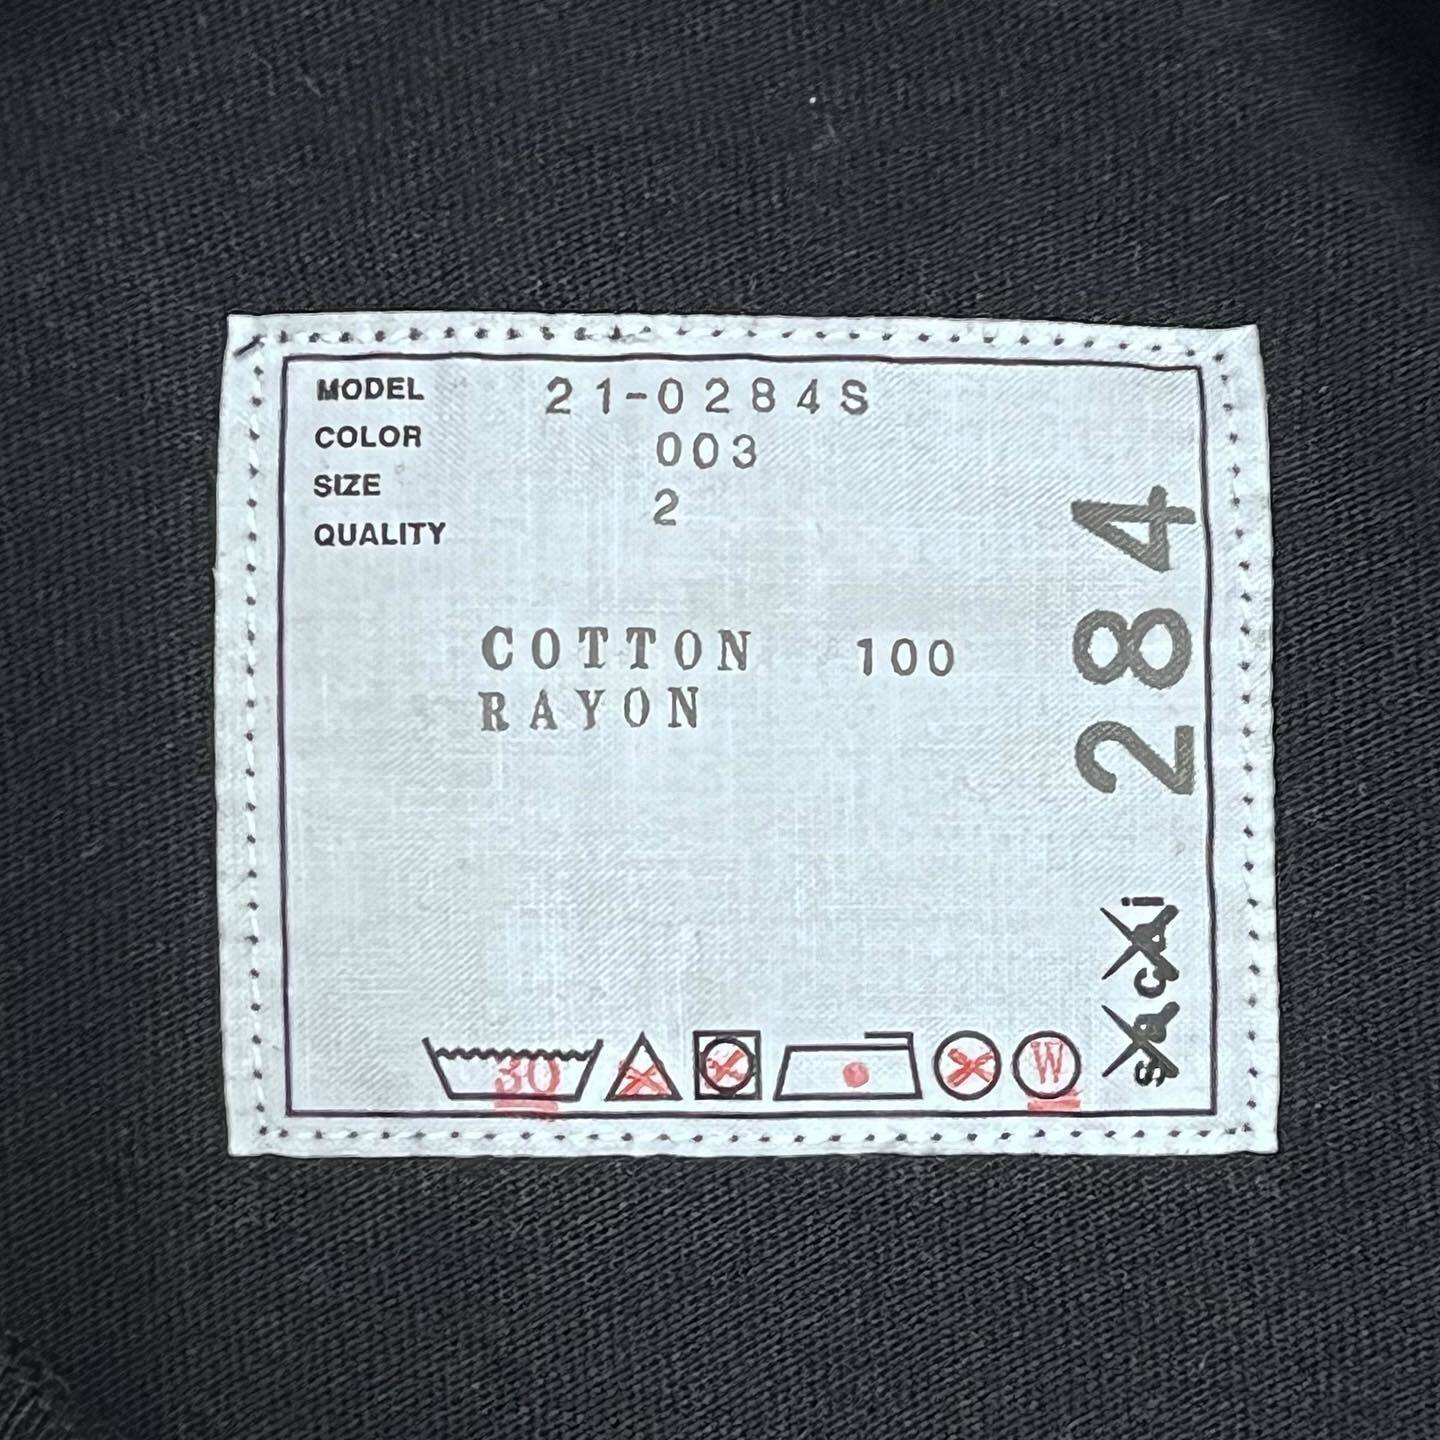 MODEL 21-0284S
COLOR 003
SIZE 2
QUALITY
COTTON 100
RAYON
284
sacai
30
W